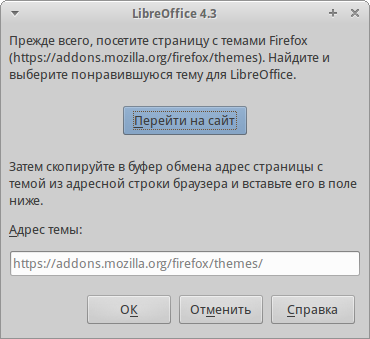 LibreOffice 4.3
Прежде всего, посетите страницу с темами Firefox
(https://addons.mozilla.org/firefox/themes). Найдите и
выберите понравившуюся тему для LibreOffice.
Перейти на сайт
Затем скопируйте в буфер обмена адрес страницы с
темой из адресной строки браузера и вставьте его в поле
ниже.
Адрес темы:
https://addons.mozilla.org/firefox/themes/
OK
Отменить
Справка